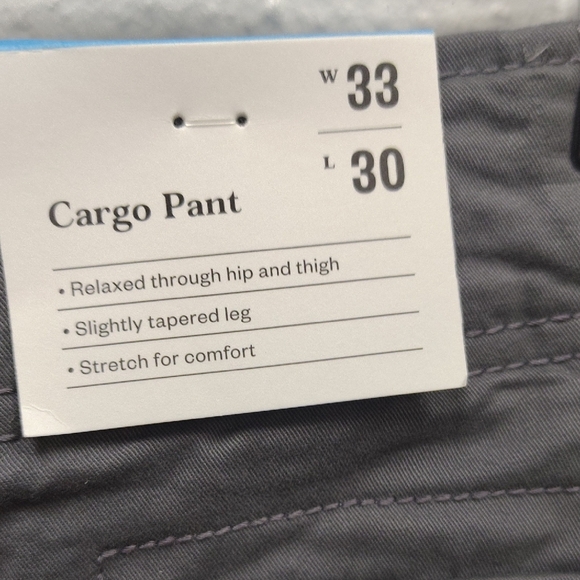 W 33
L 30
Cargo Pant
• Relaxed through hip and thigh
• Slightly tapered leg
• Stretch for comfort